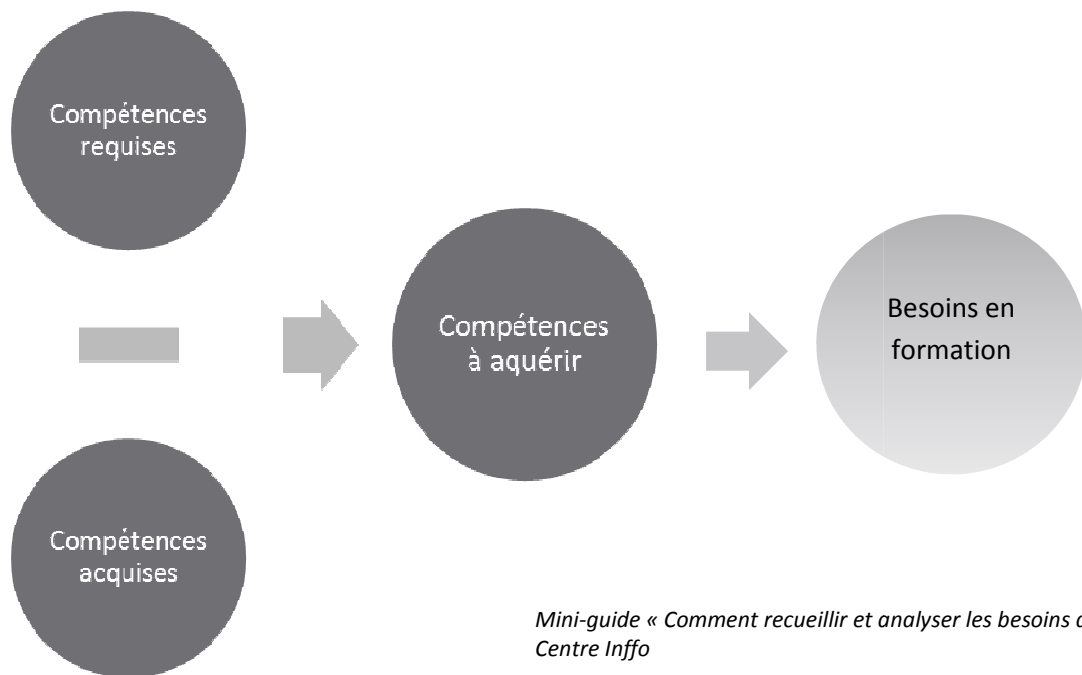 Compétences
requises
Compétences
à aquérir
Besoins en
formation
Compétences
acquises
Mini-guide « Comment recueillir et analyser les besoins
Centre Inffo